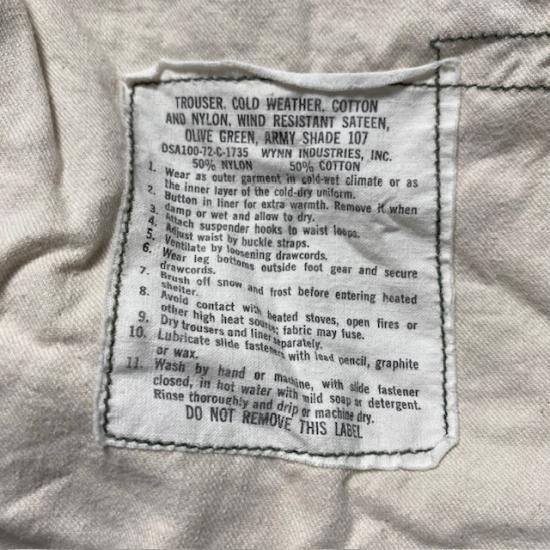 TROUSER, COLD WEATHER, COTTON
AND NYLON, WIND RESISTANT SATEEN,
OLIVE GREEN, ARMY SHADE 107
DSA100-72-C-1735 WYNN INDUSTRIES, INC.
50% NYLON 50% COTTON
1. Wear as outer garment in cold-wet climate or as
the inner layer of the cold-dry uniform.
2. Button in liner for extra warmth. Remove it when
damp or wet and allow to dry.
3. Attach suspender hooks to waist loops.
4. Adjust waist by buckle straps.
5. Ventilate by loosening drawcords.
6. Wear leg bottoms outside foot gear and secure
drawcords.
7. Brush off snow and frost before entering heated
shelter.
8. Avoid contact with heated stoves, open fires or
other high heat source; fabric may fuse.
9. Dry trousers and liner separately.
10. Lubricate slide fasteners with lead pencil, graphite
or wax.
11. Wash by hand or machine, with slide fastener
closed, in hot water with mild soap or detergent.
Rinse thoroughly and drip or machine dry.
DO NOT REMOVE THIS LABEL